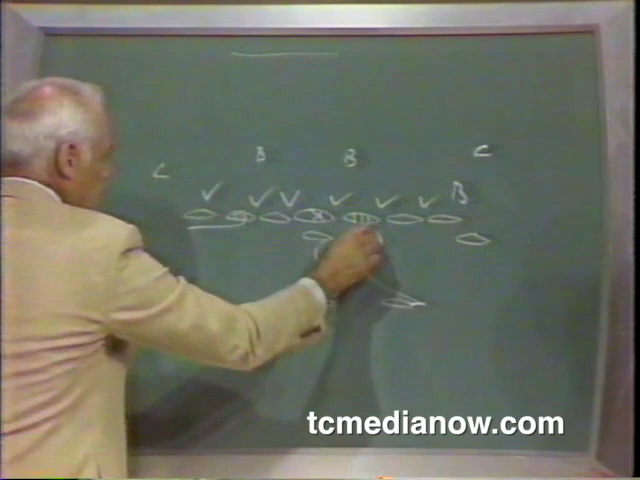 B B C
C
V V V V V V B
tcmedianow.com